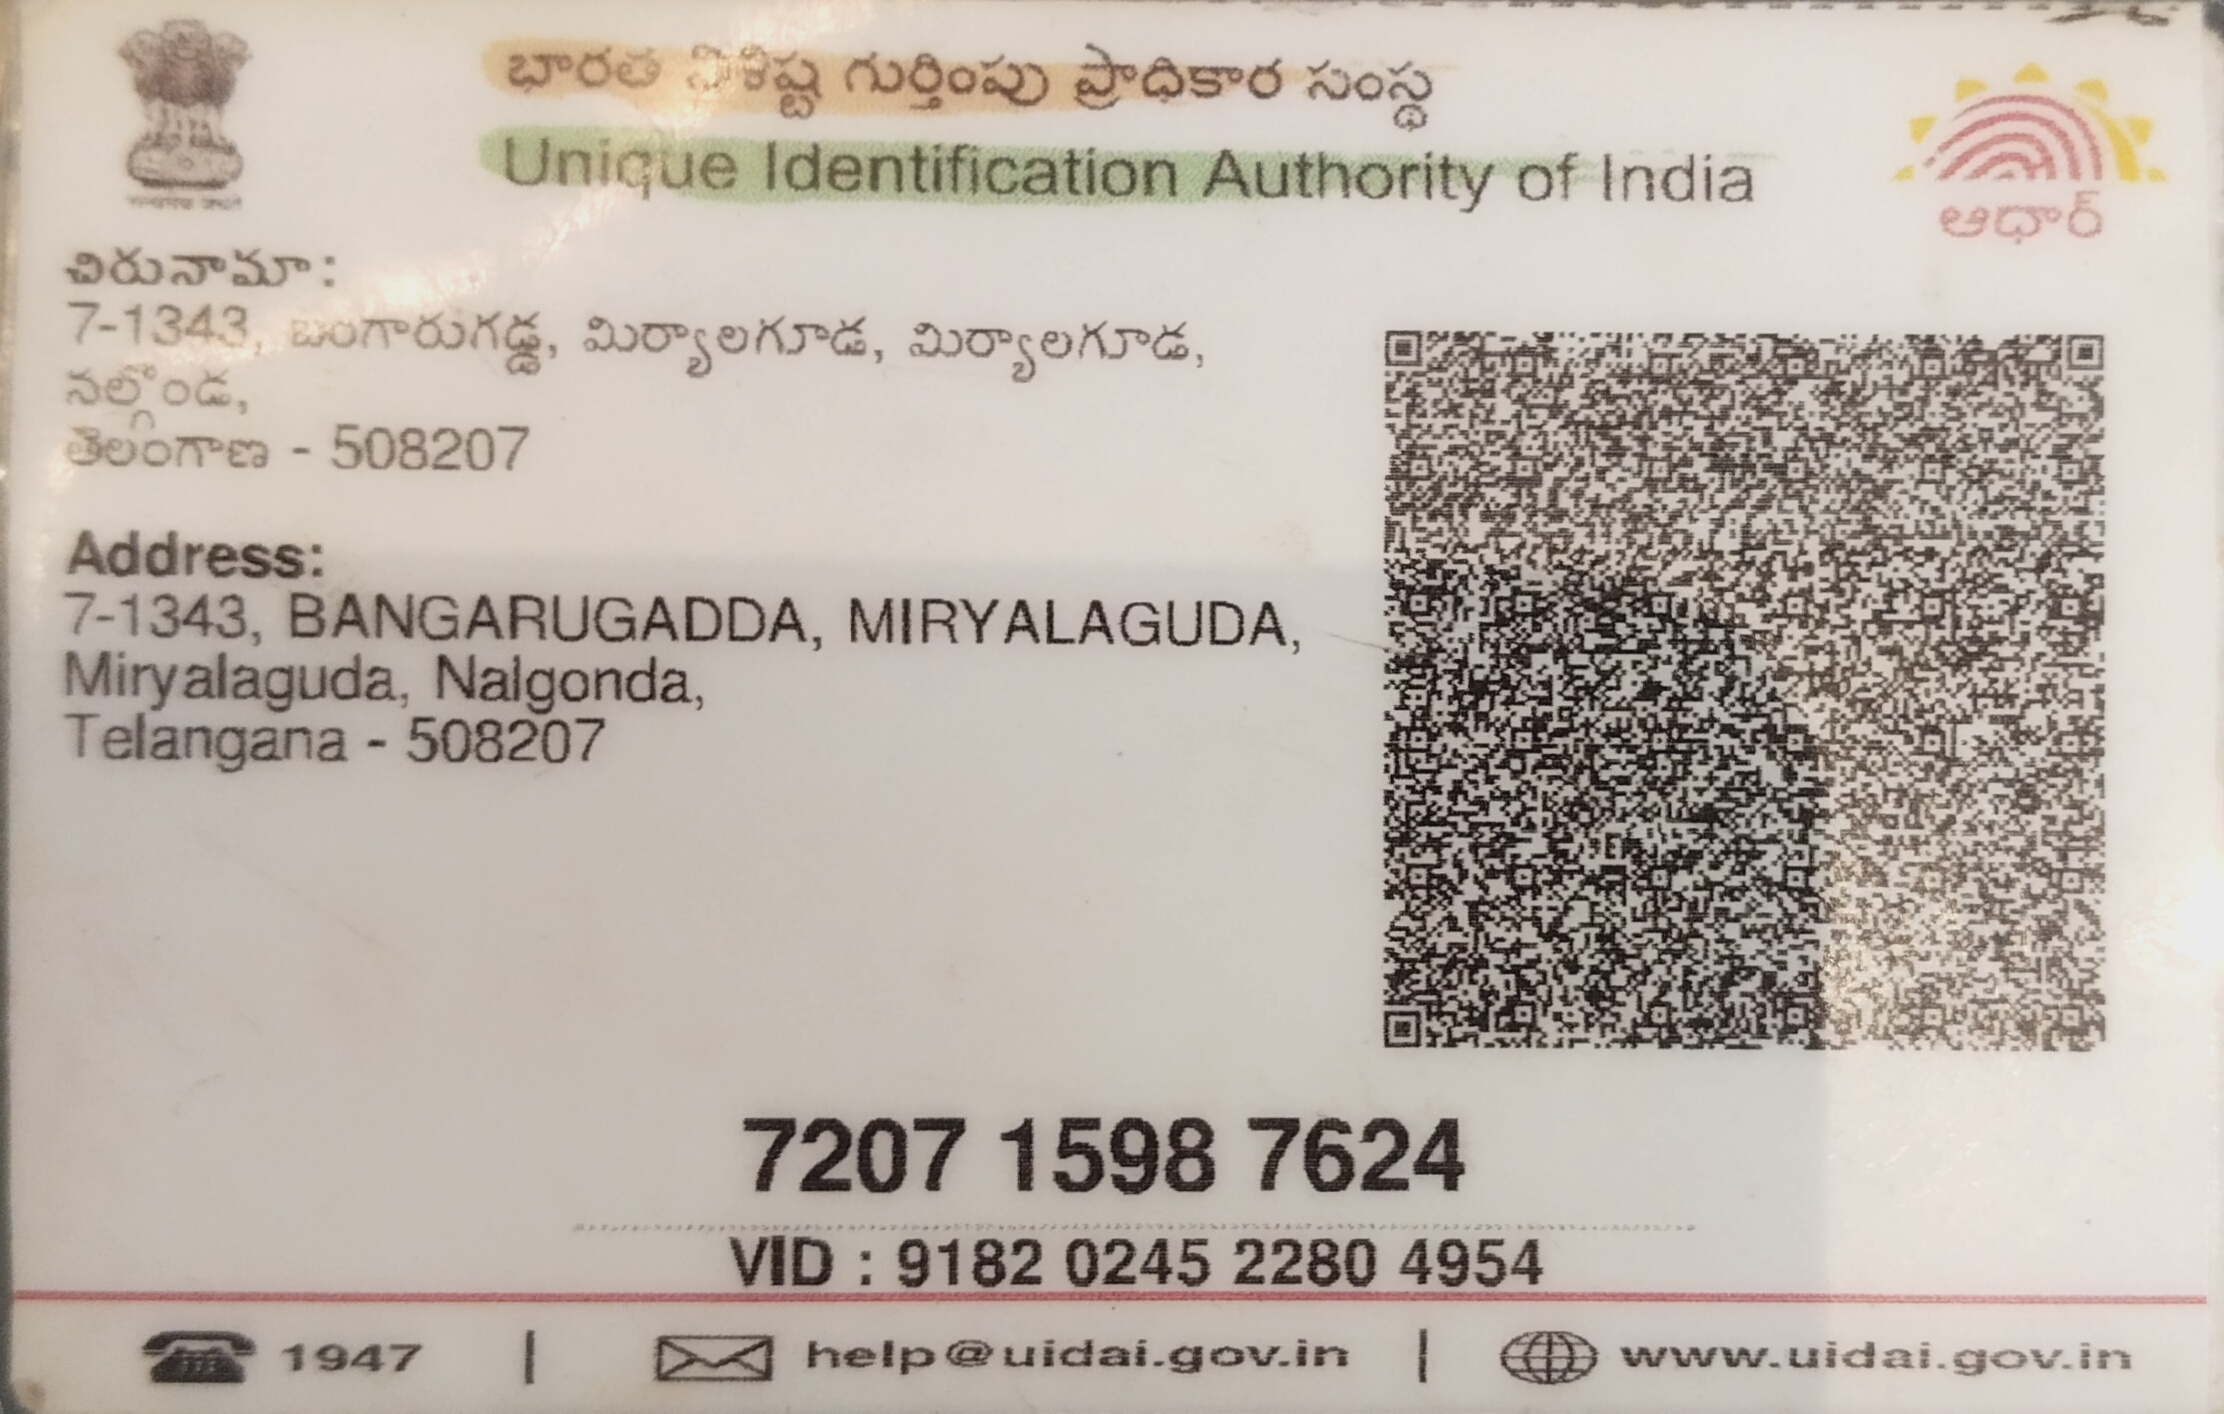 భారత విశిష్ట గుర్తింపు ప్రాధికార సంస్థ
Unique Identification Authority of India
ఆధార్
చిరునామా:
7-1343, బంగారుగడ్డ, మిర్యాలగూడ, మిర్యాలగూడ,
నల్గొండ,
తెలంగాణ - 508207
Address:
7-1343, BANGARUGADDA, MIRYALAGUDA,
Miryalaguda, Nalgonda,
Telangana - 508207
7207 1598 7624
VID : 9182 0245 2280 4954
1947 | help@uidai.gov.in | www.uidai.gov.in